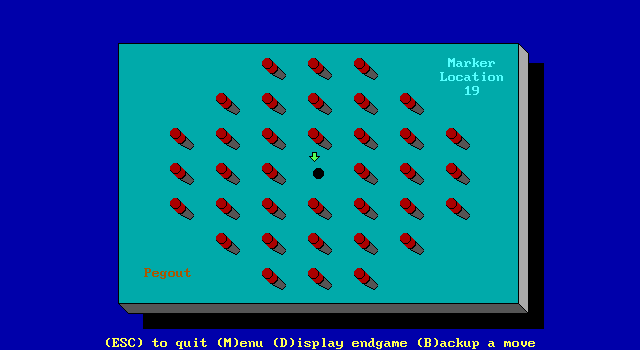 Marker
Location
19
Pegout
(ESC) to quit (M)enu (D)isplay endgame (B)ackup a move